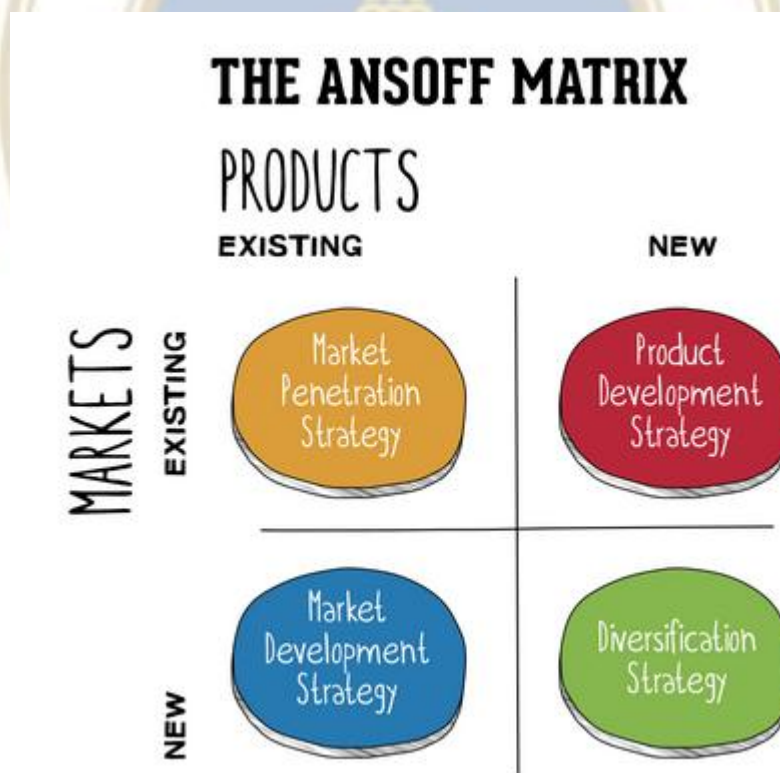 THE ANSOFF MATRIX
PRODUCTS
EXISTING
NEW
MARKETS
EXISTING
Market
Penetration
Strategy
Product
Development
Strategy
NEW
Market
Development
Strategy
Diversification
Strategy